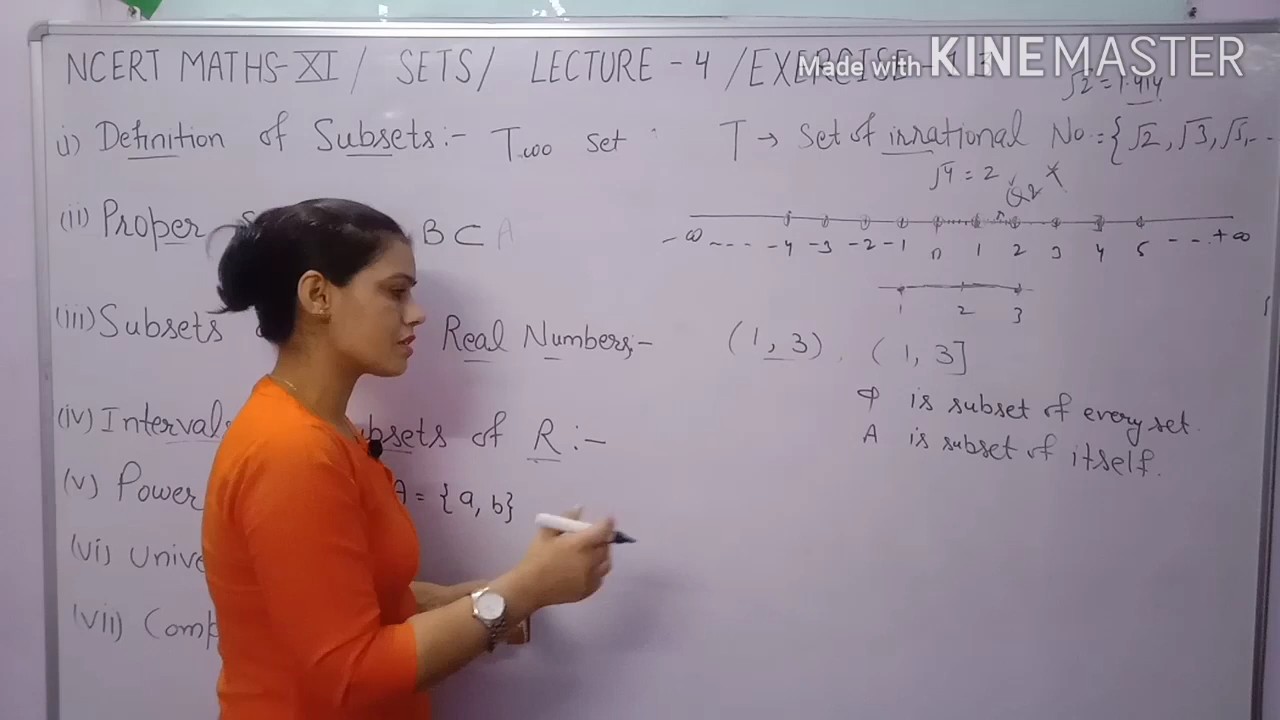 NCERT MATHS-XI / SETS / LECTURE - 4 / EXERCISE 1.3
Made with KINEMASTER
√2 = 1.414
i) Definition of Subsets:- Two set
T → Set of irrational No. = {√2, √3, √5, --
√4 = 2
(ii) Proper B ⊂ A
- ∞ ---- -4 -3 -2 -1 0 1 2 3 4 5 - - - +∞
1 2 3
(iii) Subsets Real Numbers:-
(1, 3), (1, 3]
φ is subset of every set.
A is subset of itself.
(iv) Intervals subsets of R :-
(v) Power A = {a, b}
(vi) Unive
(vii) Comp